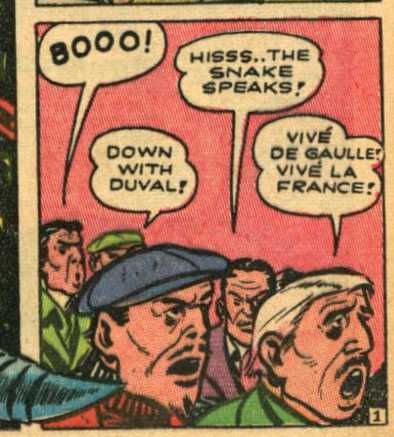 BOOO!
HISSS..THE
SNAKE
SPEAKS!
DOWN
WITH
DUVAL!
VIVÉ
DE GAULLE!
VIVÉ LA
FRANCE!
1